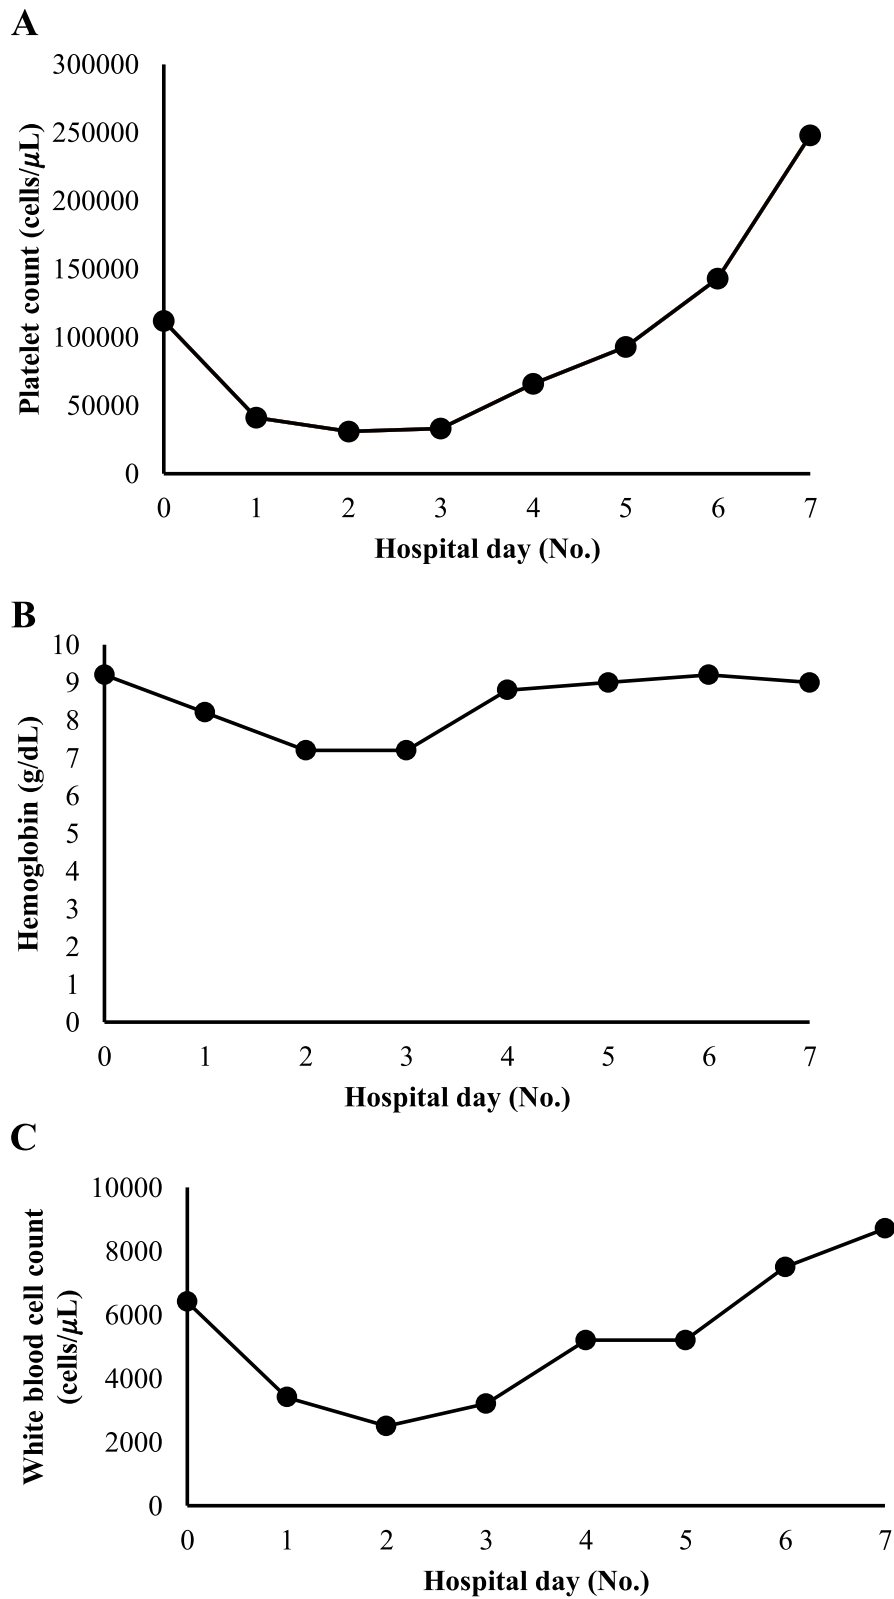 A
Platelet count (cells/μL)
300000
250000
200000
150000
100000
50000
0
0 1 2 3 4 5 6 7
Hospital day (No.)
B
Hemoglobin (g/dL)
10
9
8
7
6
5
4
3
2
1
0
0 1 2 3 4 5 6 7
Hospital day (No.)
C
White blood cell count
(cells/μL)
10000
8000
6000
4000
2000
0
0 1 2 3 4 5 6 7
Hospital day (No.)